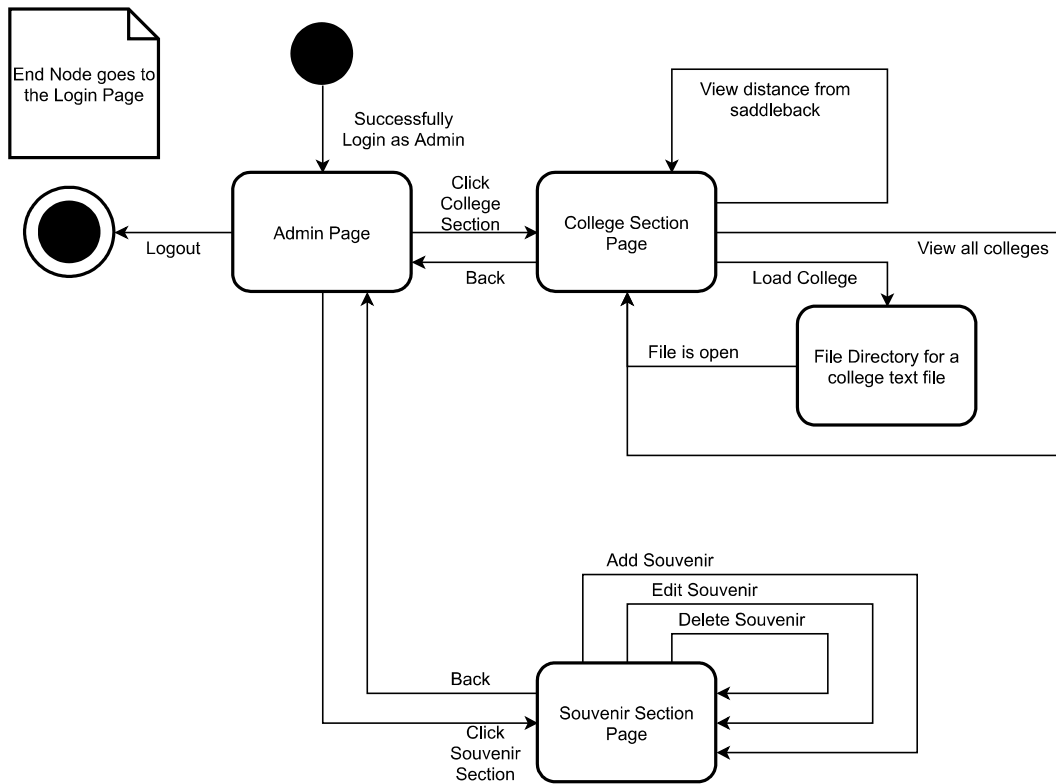 End Node goes to
the Login Page
Successfully
Login as Admin
View distance from
saddleback
Click
College
Section
Admin Page
College Section
Page
Logout
View all colleges
Back
Load College
File is open
File Directory for a
college text file
Add Souvenir
Edit Souvenir
Delete Souvenir
Back
Souvenir Section
Page
Click
Souvenir
Section